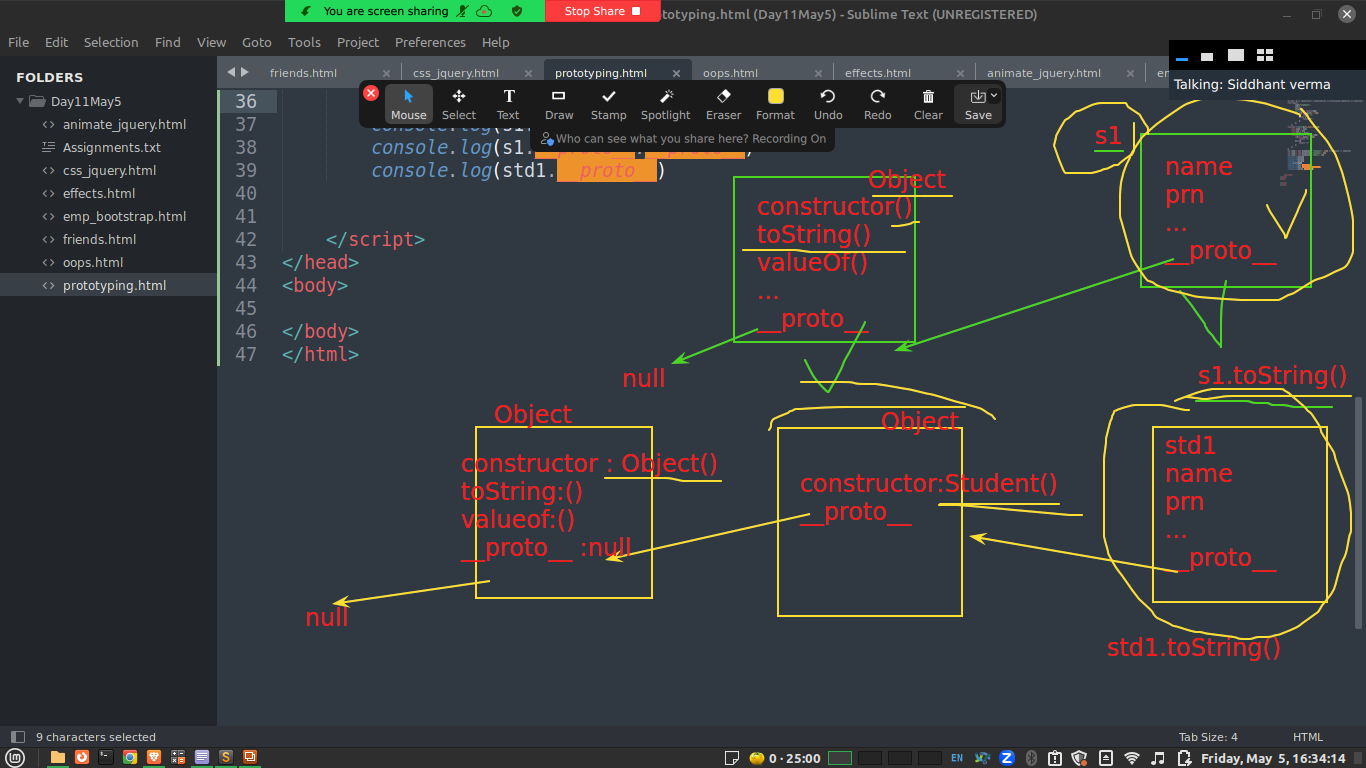 You are screen sharing
Stop Share
totyping.html (Day11May5) - Sublime Text (UNREGISTERED)
File Edit Selection Find View Goto Tools Project Preferences Help
Talking: Siddhant verma
FOLDERS
Day11May5
animate_jquery.html
Assignments.txt
css_jquery.html
effects.html
emp_bootstrap.html
friends.html
oops.html
prototyping.html
friends.html
css_jquery.html
prototyping.html
oops.html
effects.html
animate_jquery.html
Mouse Select Text Draw Stamp Spotlight Eraser Format Undo Redo Clear Save
Who can see what you share here? Recording On
36
37 console.log(s1.
38 console.log(s1.
39 console.log(std1.__proto__)
40
41
42 </script>
43 </head>
44 <body>
45
46 </body>
47 </html>
s1
name
prn
...
__proto__
Object
constructor()
toString()
valueOf()
...
__proto__
null
s1.toString()
Object
constructor : Object()
toString:()
valueof:()
__proto__ :null
null
Object
constructor:Student()
__proto__
std1
name
prn
...
__proto__
std1.toString()
9 characters selected
Tab Size: 4
HTML
0 · 25:00
EN
Friday, May 5, 16:34:14